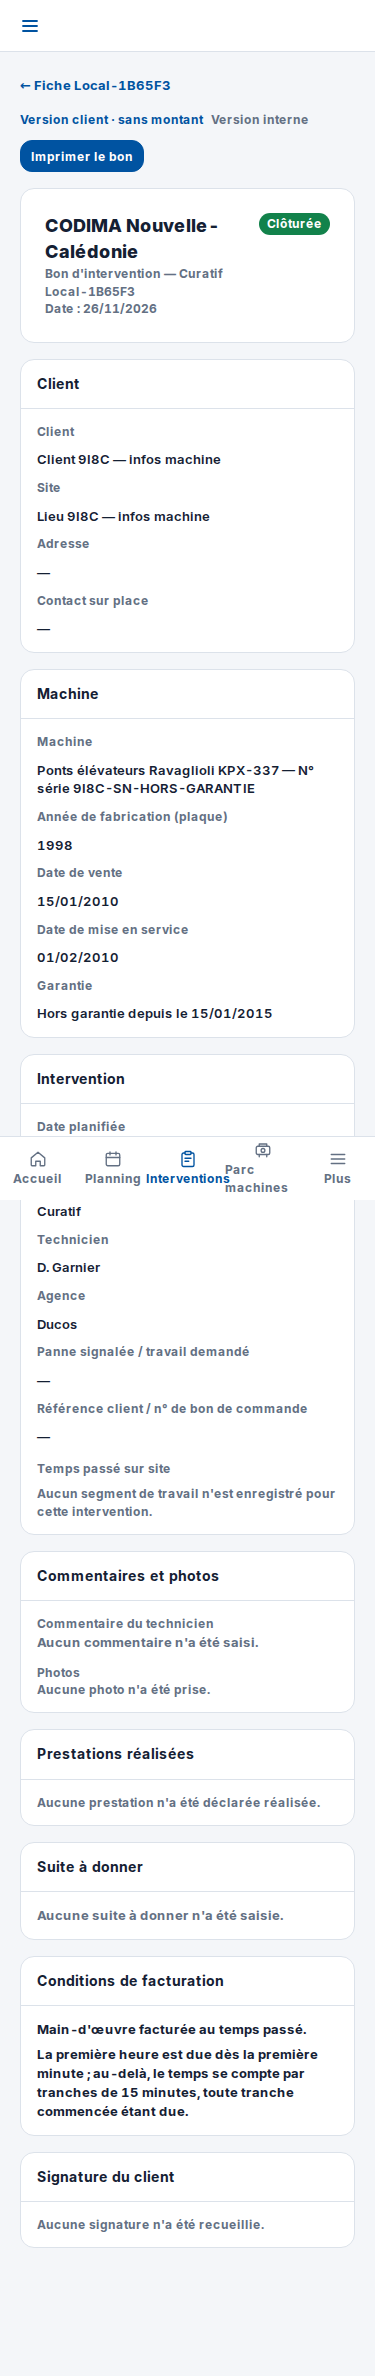 ← Fiche Local-1B65F3
Version client · sans montant Version interne
Imprimer le bon
CODIMA Nouvelle-
Calédonie
Clôturée
Bon d'intervention — Curatif
Local-1B65F3
Date : 26/11/2026
Client
Client
Client 9I8C — infos machine
Site
Lieu 9I8C — infos machine
Adresse
—
Contact sur place
—
Machine
Machine
Ponts élévateurs Ravaglioli KPX-337 — N°
série 9I8C-SN-HORS-GARANTIE
Année de fabrication (plaque)
1998
Date de vente
15/01/2010
Date de mise en service
01/02/2010
Garantie
Hors garantie depuis le 15/01/2015
Intervention
Date planifiée
Accueil
Planning
Interventions
Parc
machines
Plus
Curatif
Technicien
D. Garnier
Agence
Ducos
Panne signalée / travail demandé
—
Référence client / n° de bon de commande
—
Temps passé sur site
Aucun segment de travail n'est enregistré pour
cette intervention.
Commentaires et photos
Commentaire du technicien
Aucun commentaire n'a été saisi.
Photos
Aucune photo n'a été prise.
Prestations réalisées
Aucune prestation n'a été déclarée réalisée.
Suite à donner
Aucune suite à donner n'a été saisie.
Conditions de facturation
Main-d'œuvre facturée au temps passé.
La première heure est due dès la première
minute ; au-delà, le temps se compte par
tranches de 15 minutes, toute tranche
commencée étant due.
Signature du client
Aucune signature n'a été recueillie.